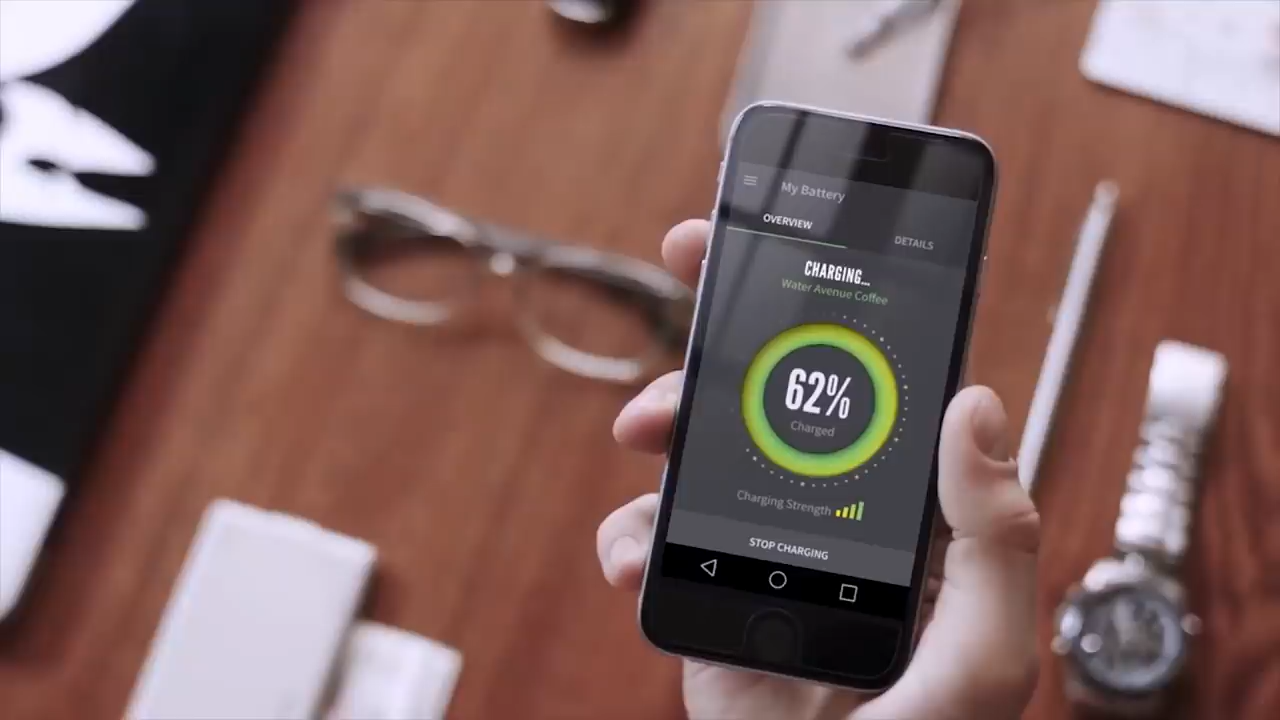 My Battery
OVERVIEW
DETAILS
CHARGING...
Water Avenue Coffee
62%
Charged
Charging Strength
STOP CHARGING